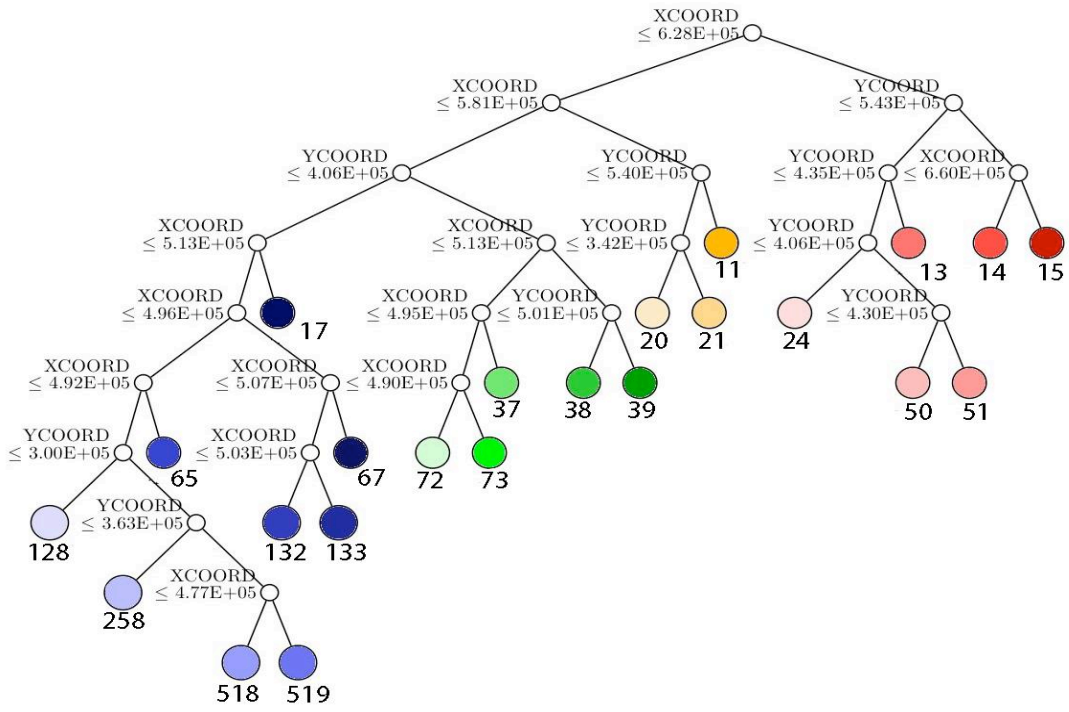 XCOORD
≤ 6.28E+05
XCOORD
≤ 5.81E+05
YCOORD
≤ 5.43E+05
YCOORD
≤ 4.06E+05
YCOORD
≤ 5.40E+05
YCOORD
≤ 4.35E+05
XCOORD
≤ 6.60E+05
XCOORD
≤ 5.13E+05
XCOORD
≤ 5.13E+05
YCOORD
≤ 3.42E+05
11
YCOORD
≤ 4.06E+05
13
14
15
XCOORD
≤ 4.96E+05
17
XCOORD
≤ 4.95E+05
YCOORD
≤ 5.01E+05
20
21
24
YCOORD
≤ 4.30E+05
XCOORD
≤ 4.92E+05
XCOORD
≤ 5.07E+05
XCOORD
≤ 4.90E+05
37
38
39
50
51
YCOORD
≤ 3.00E+05
65
XCOORD
≤ 5.03E+05
67
72
73
128
YCOORD
≤ 3.63E+05
132
133
258
XCOORD
≤ 4.77E+05
518
519